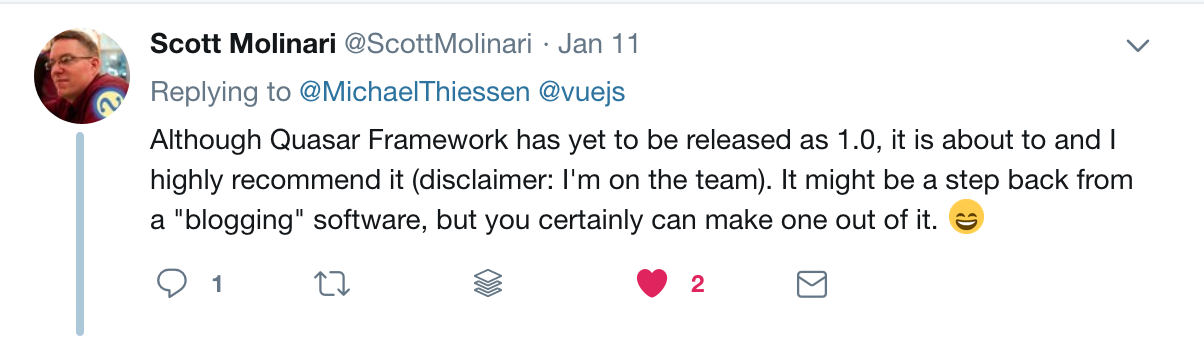 Scott Molinari @ScottMolinari · Jan 11
Replying to @MichaelThiessen @vuejs
Although Quasar Framework has yet to be released as 1.0, it is about to and I
highly recommend it (disclaimer: I'm on the team). It might be a step back from
a "blogging" software, but you certainly can make one out of it. 😄
1 2